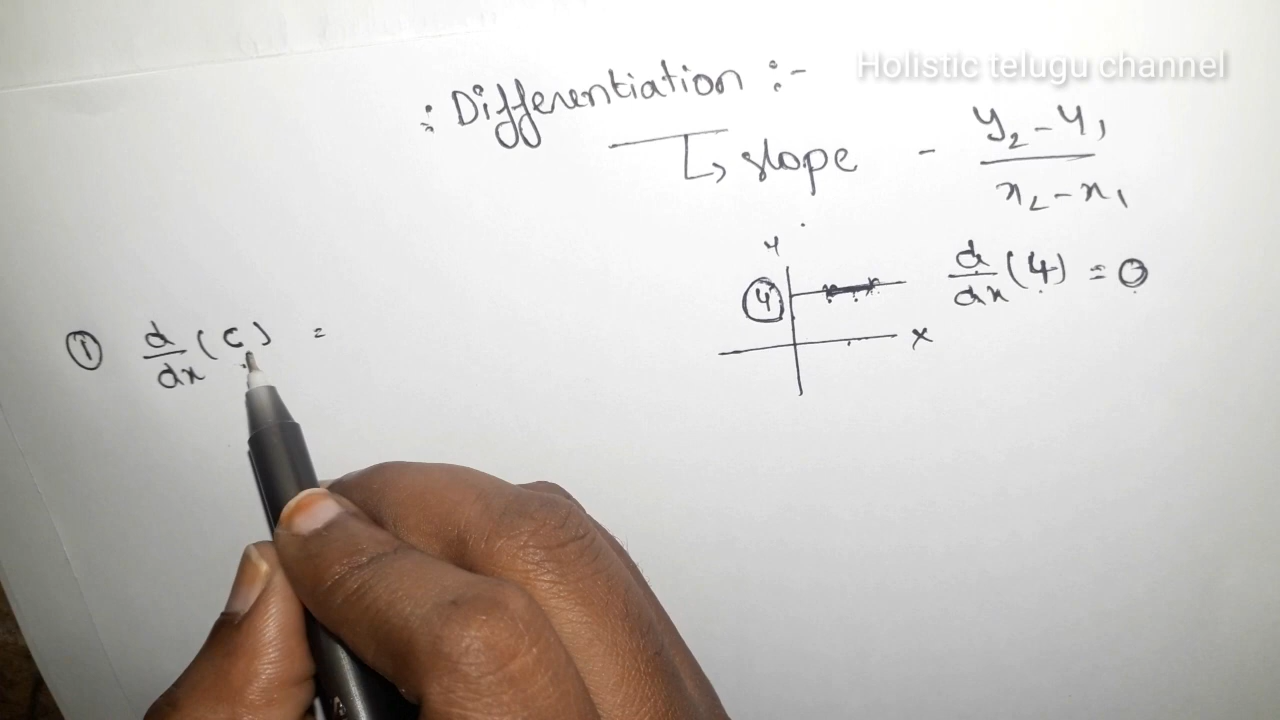 Holistic telugu channel
: Differentiation :-
↳ slope - y₂ - y₁ / x₂ - x₁
y
4
d/dx (4) = 0
x
① d/dx (c) =